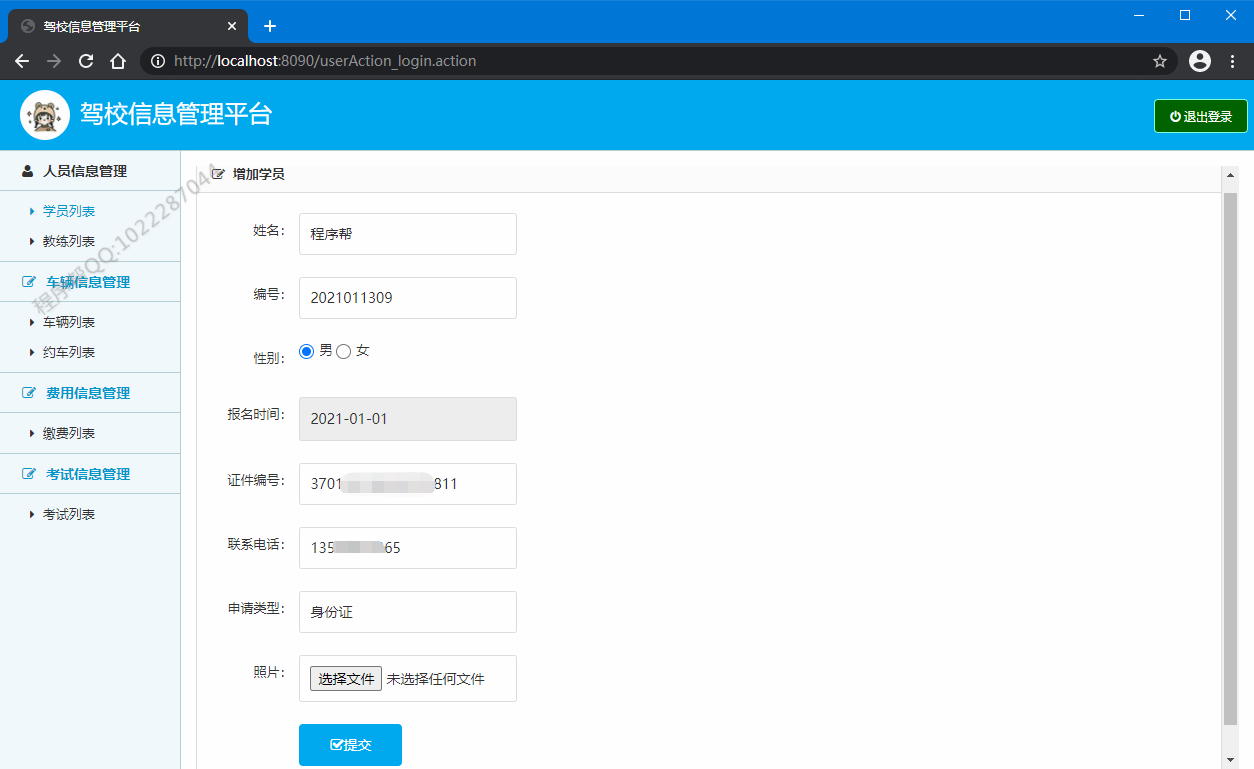 驾校信息管理平台
http://localhost:8090/userAction_login.action
驾校信息管理平台
退出登录
人员信息管理
学员列表
教练列表
车辆信息管理
车辆列表
约车列表
费用信息管理
缴费列表
考试信息管理
考试列表
增加学员
姓名:
程序帮
编号:
2021011309
性别:
男 女
报名时间:
2021-01-01
证件编号:
3701 811
联系电话:
135 65
申请类型:
身份证
照片:
选择文件 未选择任何文件
提交
程序帮QQ:1022287044